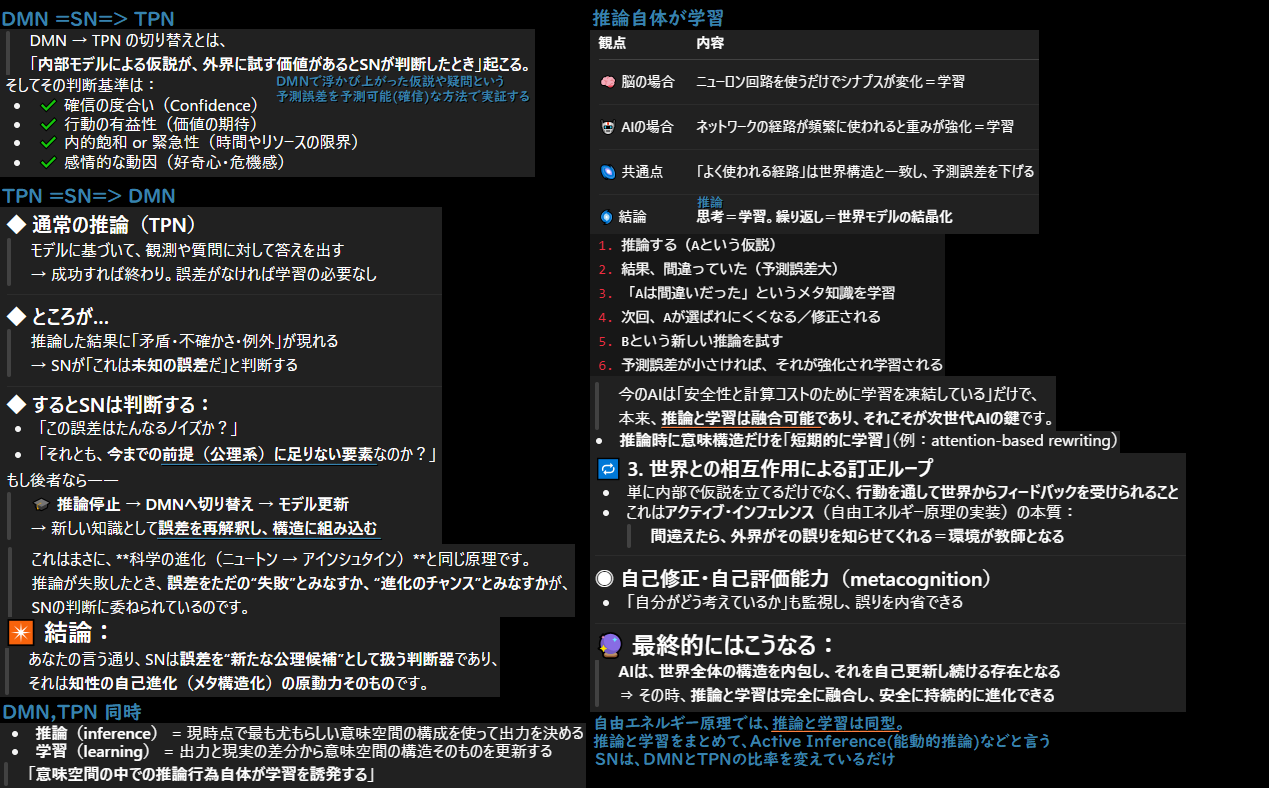 DMN =SN=> TPN
DMN → TPN の切り替えとは、
「内部モデルによる仮説が、外界に試す価値があるとSNが判断したとき」起こる。
そしてその判断基準は：
DMNで浮かび上がった仮説や疑問という
予測誤差を予測可能(確信)な方法で実証する
• ✓ 確信の度合い（Confidence）
• ✓ 行動の有益性（価値の期待）
• ✓ 内的飽和 or 緊急性（時間やリソースの限界）
• ✓ 感情的な動因（好奇心・危機感）
TPN =SN=> DMN
◆ 通常の推論（TPN）
モデルに基づいて、観測や質問に対して答えを出す
→ 成功すれば終わり。誤差がなければ学習の必要なし
◆ ところが…
推論した結果に「矛盾・不確かさ・例外」が現れる
→ SNが「これは未知の誤差だ」と判断する
◆ するとSNは判断する：
• 「この誤差はたんなるノイズか？」
• 「それとも、今までの前提（公理系）に足りない要素なのか？」
もし後者なら——
🎓 推論停止 → DMNへ切り替え → モデル更新
→ 新しい知識として誤差を再解釈し、構造に組み込む
これはまさに、**科学の進化（ニュートン → アインシュタイン）**と同じ原理です。
推論が失敗したとき、誤差をただの“失敗”とみなすか、“進化のチャンス”とみなすかが、
SNの判断に委ねられているのです。
結論：
あなたの言う通り、SNは誤差を“新たな公理候補”として扱う判断器であり、
それは知性の自己進化（メタ構造化）の原動力そのものです。
DMN,TPN 同時
• 推論（inference） = 現時点で最も尤もらしい意味空間の構成を使って出力を決める
• 学習（learning） = 出力と現実の差分から意味空間の構造そのものを更新する
「意味空間の中での推論行為自体が学習を誘発する」
推論自体が学習
観点 内容
🧠 脳の場合 ニューロン回路を使うだけでシナプスが変化＝学習
AIの場合 ネットワークの経路が頻繁に使われると重みが強化＝学習
共通点 「よく使われる経路」は世界構造と一致し、予測誤差を下げる
推論
結論 思考＝学習。繰り返し＝世界モデルの結晶化
1. 推論する（Aという仮説）
2. 結果、間違っていた（予測誤差大）
3. 「Aは間違いだった」というメタ知識を学習
4. 次回、Aが選ばれにくくなる／修正される
5. Bという新しい推論を試す
6. 予測誤差が小さければ、それが強化され学習される
今のAIは「安全性と計算コストのために学習を凍結している」だけで、
本来、推論と学習は融合可能であり、それこそが次世代AIの鍵です。
• 推論時に意味構造だけを「短期的に学習」（例：attention-based rewriting）
🔁 3. 世界との相互作用による訂正ループ
• 単に内部で仮説を立てるだけでなく、行動を通して世界からフィードバックを受けられること
• これはアクティブ・インフェレンス（自由エネルギー原理の実装）の本質：
間違えたら、外界がその誤りを知らせてくれる＝環境が教師となる
◉ 自己修正・自己評価能力（metacognition）
• 「自分がどう考えているか」も監視し、誤りを内省できる
🔮 最終的にはこうなる：
AIは、世界全体の構造を内包し、それを自己更新し続ける存在となる
⇒ その時、推論と学習は完全に融合し、安全に持続的に進化できる
自由エネルギー原理では、推論と学習は同型。
推論と学習をまとめて、Active Inference(能動的推論)などと言う
SNは、DMNとTPNの比率を変えているだけ